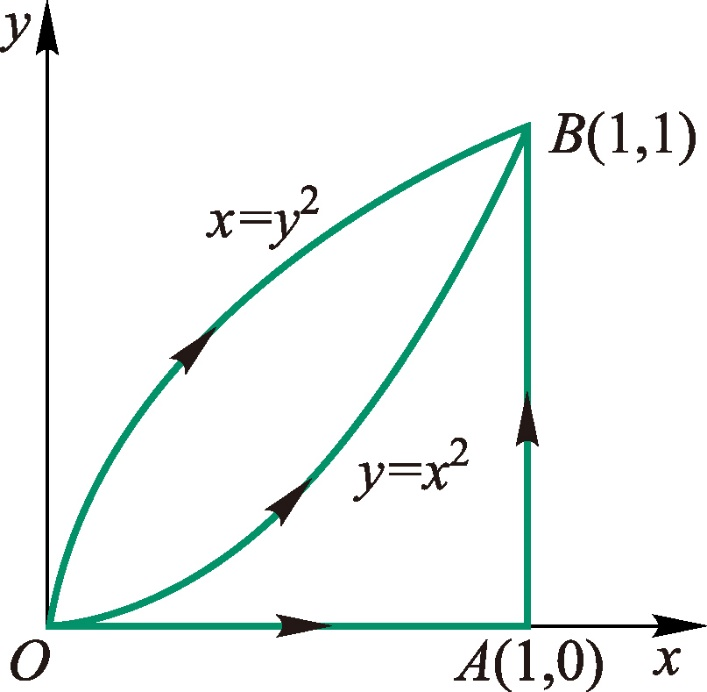 y
B(1,1)
x=y²
y=x²
O
A(1,0)
x